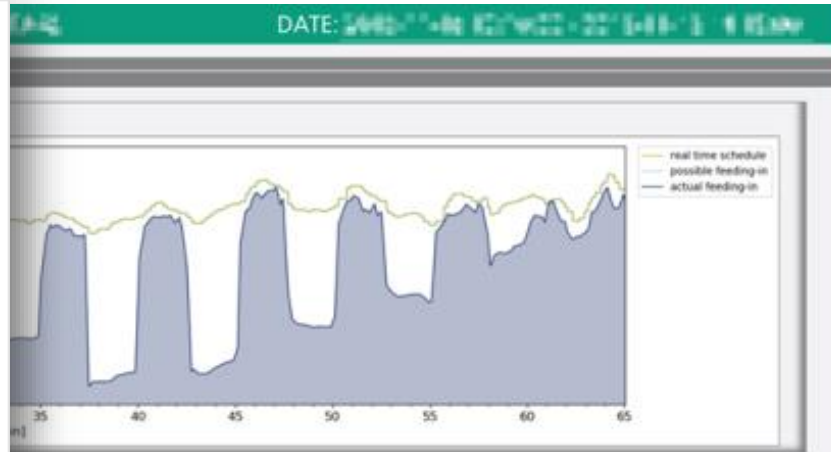 DATE:
real time schedule
possible feeding-in
actual feeding-in
35 40 45 50 55 60 65
n]